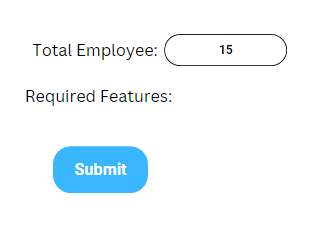 Total Employee: 15
Required Features:
Submit